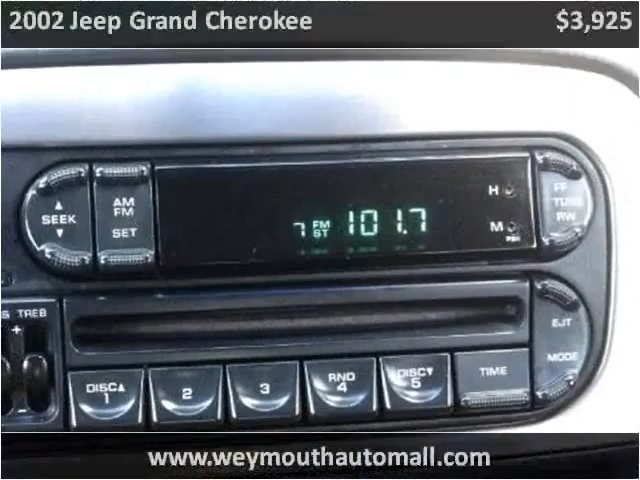 2002 Jeep Grand Cherokee $3,925
SEEK
AM
FM
SET
7 FM ST 101.7
H
M
FF
TUNE
RW
S TREB
+
-
DISC▲
1
2
3
RND
4
DISC▼
5
TIME
EJT
MODE
www.weymouthautomall.com